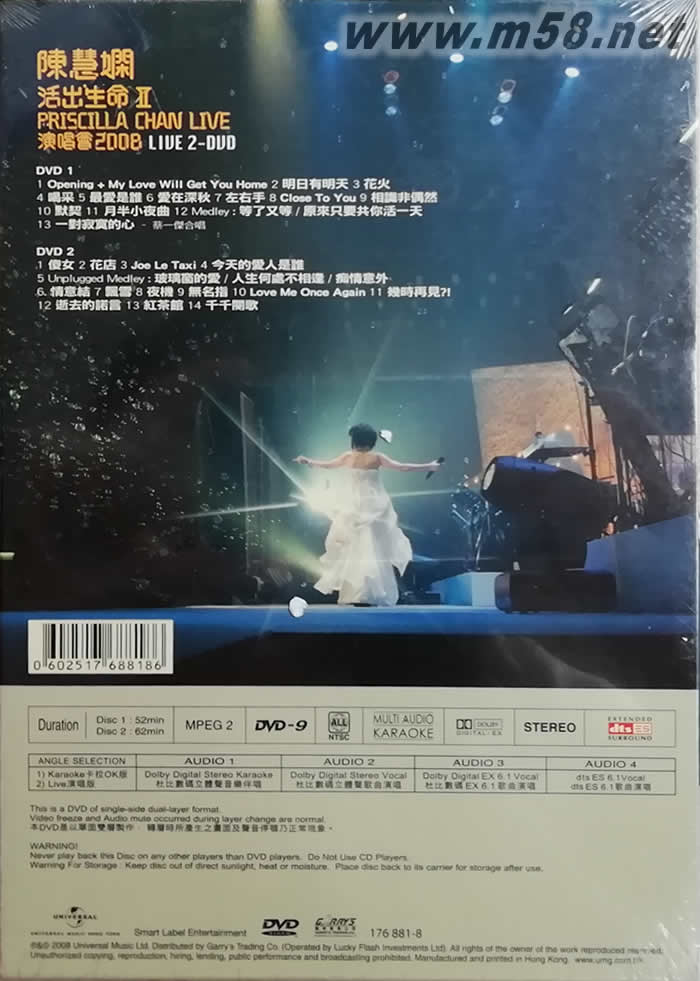 www.m58.net
陳慧嫻
活出生命 II
PRISCILLA CHAN LIVE
演唱會2008 LIVE 2-DVD
DVD 1
1 Opening + My Love Will Get You Home 2 明日有明天 3 花火
4 喝采 5 最愛是誰 6 愛在深秋 7 左右手 8 Close To You 9 相識非偶然
10 默契 11 月半小夜曲 12 Medley : 等了又等 / 原來只要共你活一天
13 一對寂寞的心 - 蔡一傑合唱
DVD 2
1 傻女 2 花店 3 Joe Le Taxi 4 今天的愛人是誰
5 Unplugged Medley : 玻璃窗的愛 / 人生何處不相逢 / 痴情意外
6. 情意結 7 飄雪 8 夜機 9 無名指 10 Love Me Once Again 11 幾時再見?!
12 逝去的諾言 13 紅茶館 14 千千闋歌
0 602517 688186
Duration Disc 1 : 52min Disc 2 : 62min MPEG 2 DVD-9 ALL NTSC MULTI AUDIO KARAOKE DOLBY DIGITAL·EX STEREO EXTENDED dts ES SURROUND
ANGLE SELECTION AUDIO 1 AUDIO 2 AUDIO 3 AUDIO 4
1) Karaoke卡拉OK版 Dolby Digital Stereo Karaoke Dolby Digital Stereo Vocal Dolby Digital EX 6.1 Vocal dts ES 6.1Vocal
2) Live演唱版 杜比數碼立體聲音樂伴唱 杜比數碼立體聲歌曲演唱 杜比數碼 EX 6.1歌曲演唱 dts ES 6.1歌曲演唱
This is a DVD of single-side dual-layer format.
Video freeze and Audio mute occurred during layer change are normal.
本DVD是以單面雙層製作， 轉層時所產生之畫面及聲音停頓乃正常現象。
WARNING!
Never play back this Disc on any other players than DVD players. Do Not Use CD Players.
Warning For Storage : Keep disc out of direct sunlight, heat or moisture. Place disc back to its carrier for storage after use.
UNIVERSAL
UNIVERSAL MUSIC HONG KONG Smart Label Entertainment DVD VIDEO GARRY'S 176 881-8
℗&© 2008 Universal Music Ltd. Distributed by Garry's Trading Co. (Operated by Lucky Flash Investments Ltd). All rights of the owner of the work reproduced reserved.
Unauthorized copying, reproduction, hiring, lending, public performance and broadcasting prohibited. Manufactured and printed in Hong Kong. www.umg.com.hk